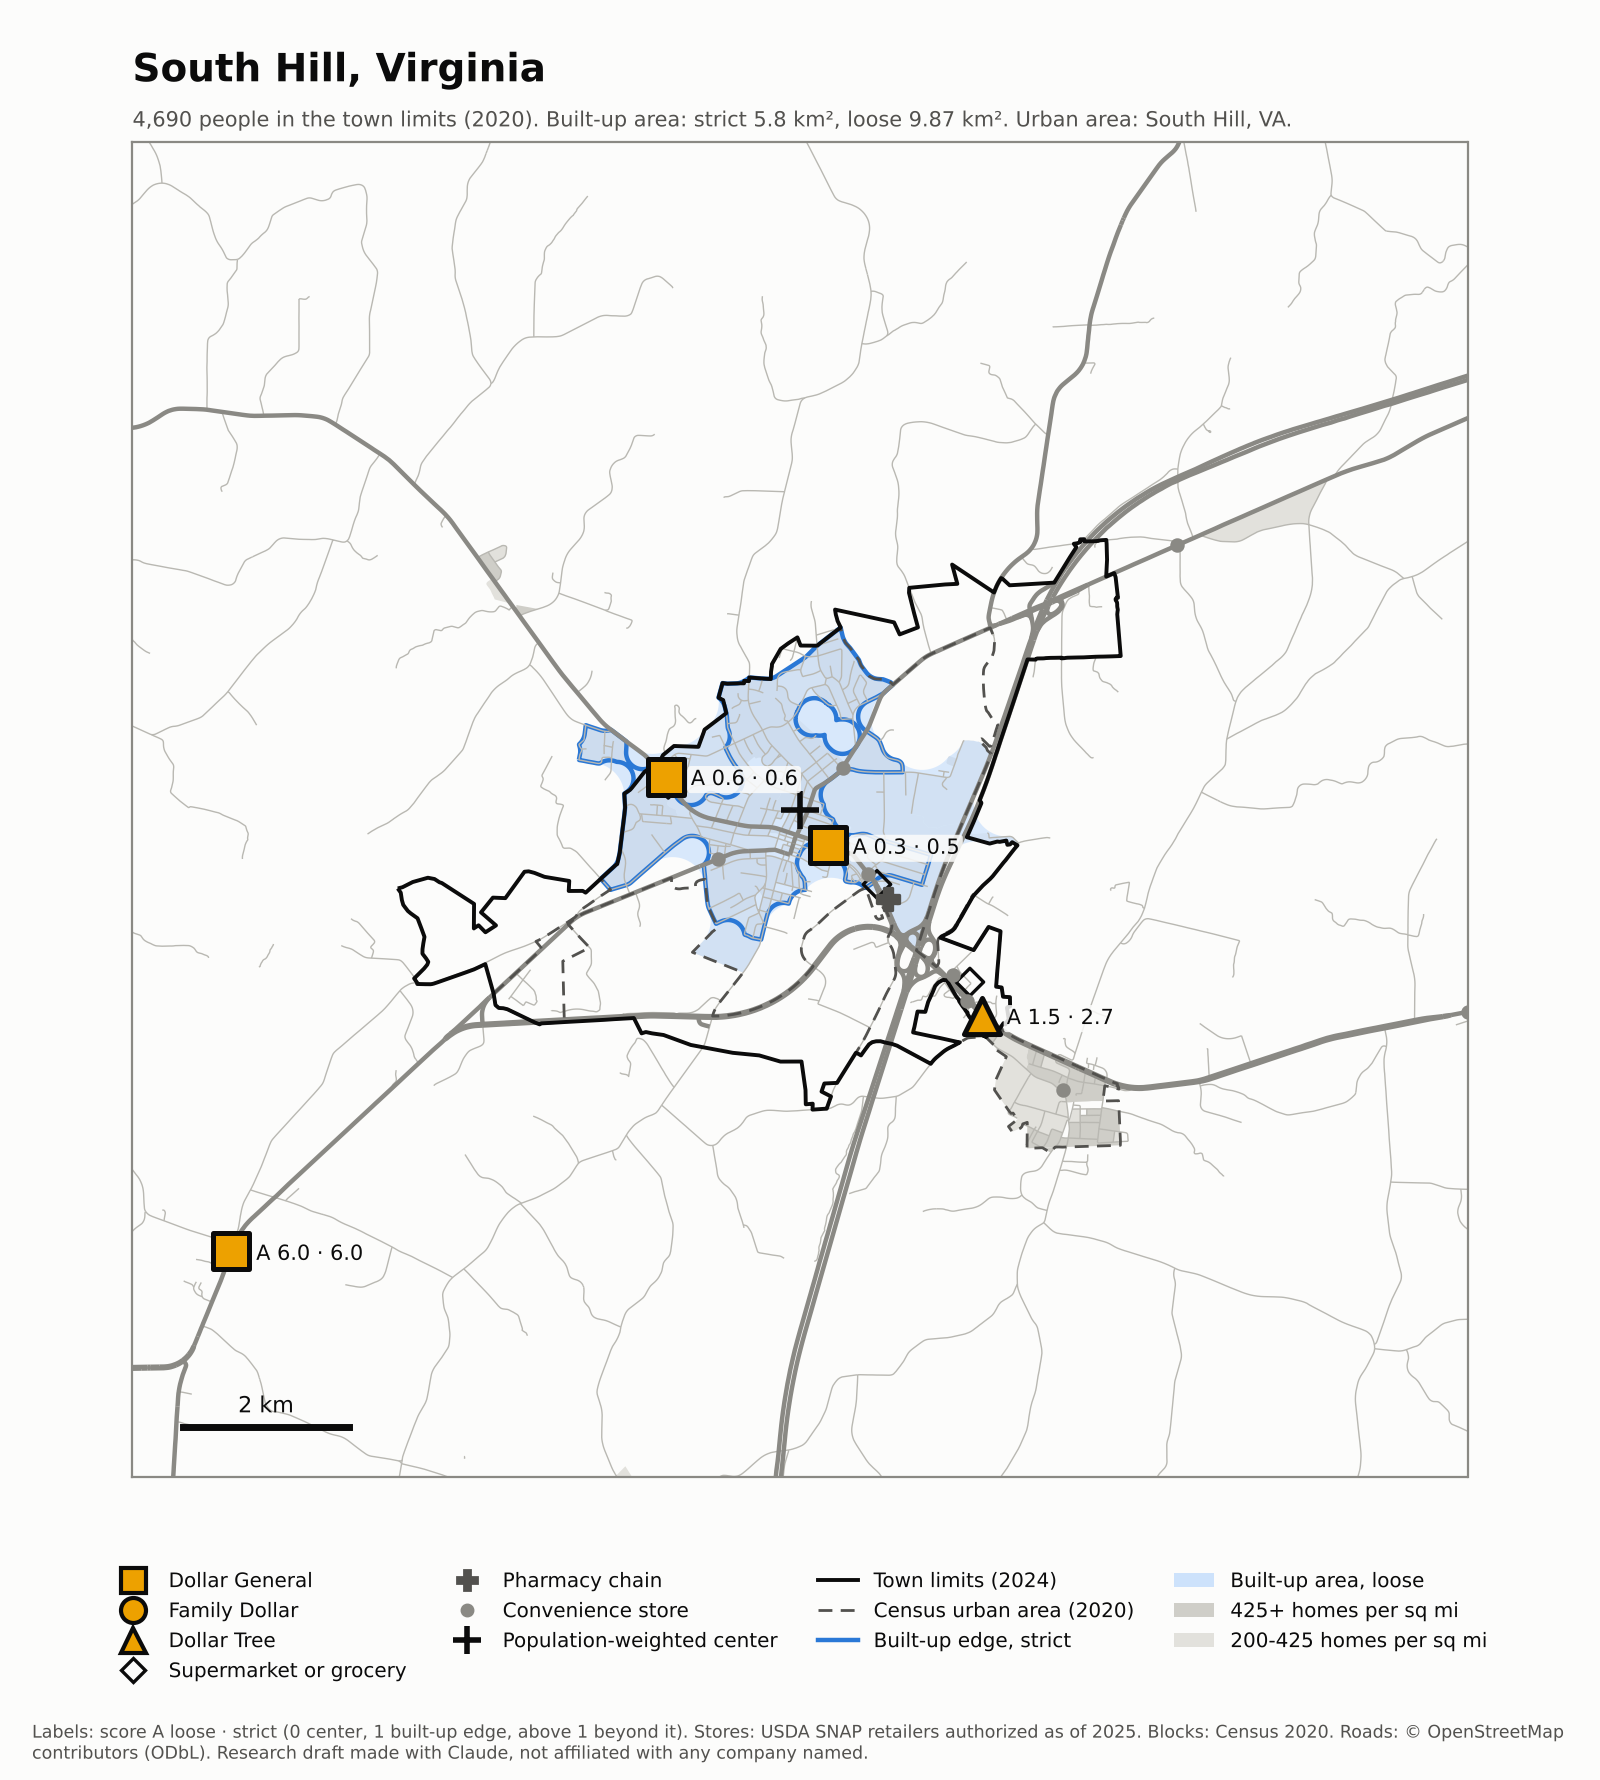 South Hill, Virginia
4,690 people in the town limits (2020). Built-up area: strict 5.8 km², loose 9.87 km². Urban area: South Hill, VA.
A 0.6 · 0.6
A 0.3 · 0.5
A 1.5 · 2.7
A 6.0 · 6.0
2 km
Dollar General
Family Dollar
Dollar Tree
Supermarket or grocery
Pharmacy chain
Convenience store
Population-weighted center
Town limits (2024)
Census urban area (2020)
Built-up edge, strict
Built-up area, loose
425+ homes per sq mi
200-425 homes per sq mi
Labels: score A loose · strict (0 center, 1 built-up edge, above 1 beyond it). Stores: USDA SNAP retailers authorized as of 2025. Blocks: Census 2020. Roads: © OpenStreetMap
contributors (ODbL). Research draft made with Claude, not affiliated with any company named.